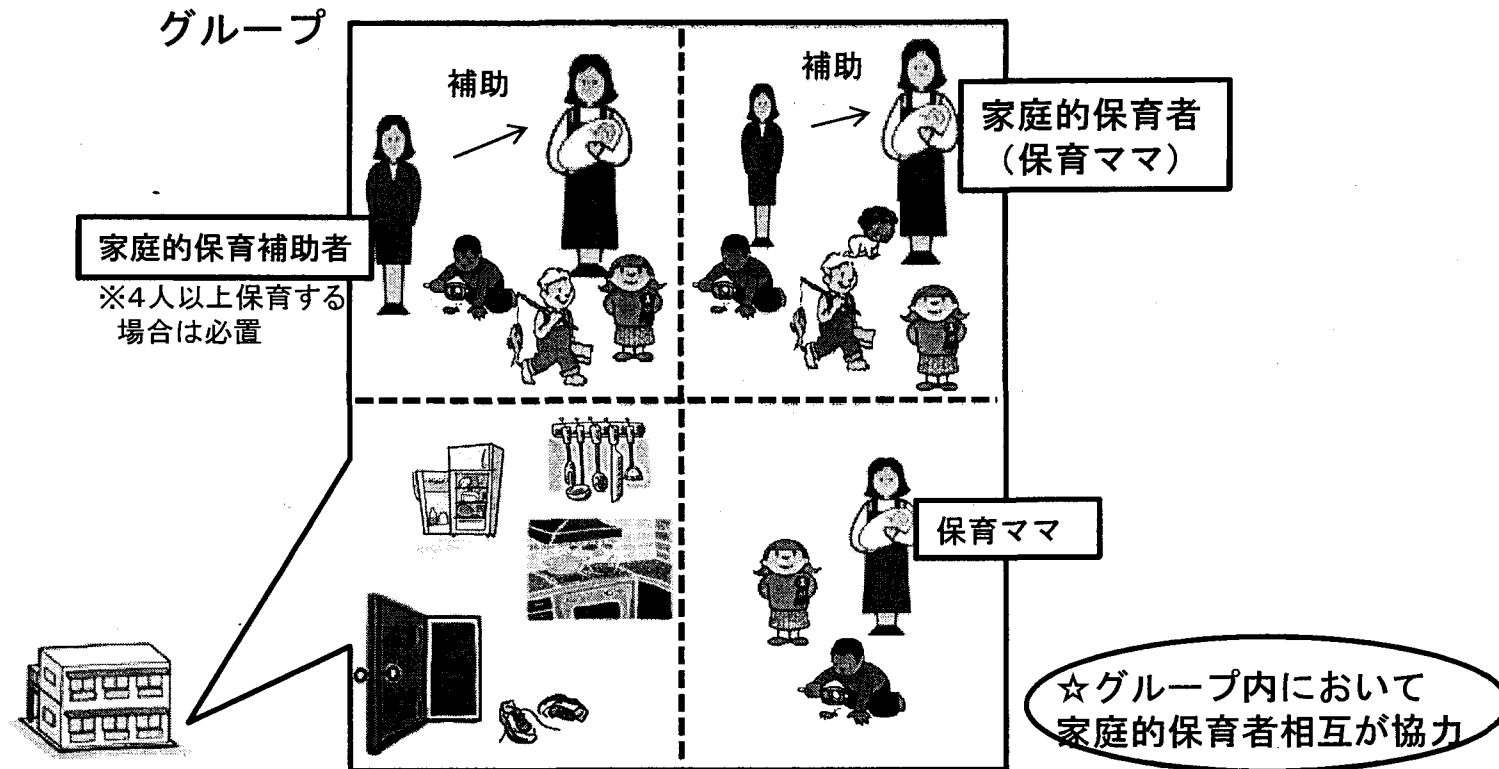 グループ
補助
補助
家庭的保育者
（保育ママ）
家庭的保育補助者
※４人以上保育する
場合は必置
保育ママ
☆グループ内において
家庭的保育者相互が協力